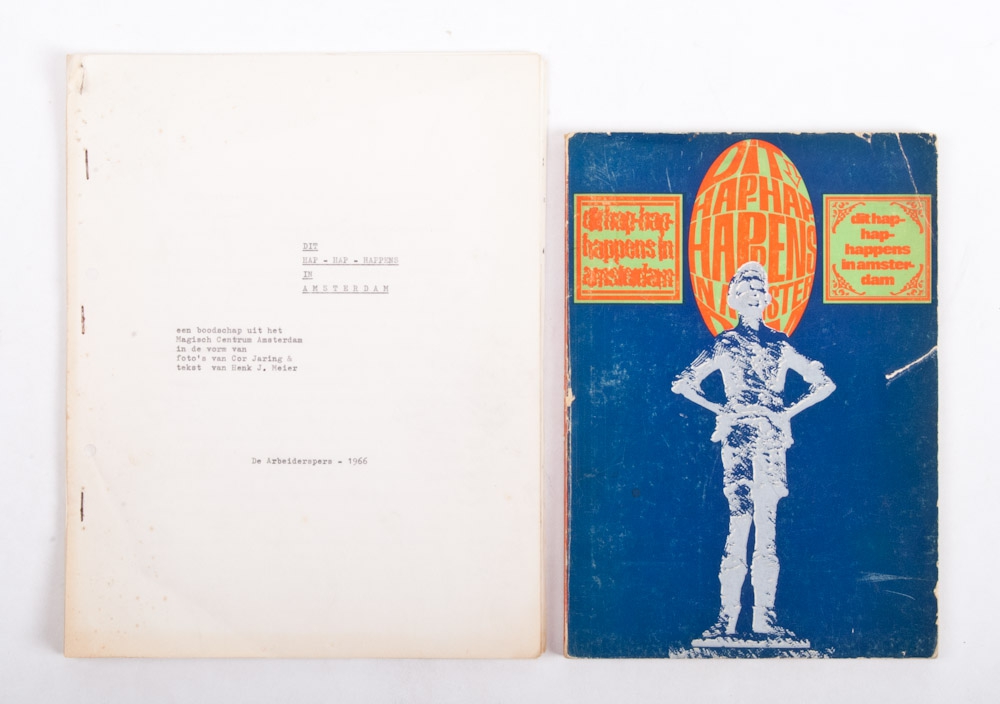 DIT
HAP - HAP - HAPPENS
IN
AMSTERDAM
een boodschap uit het
Magisch Centrum Amsterdam
in de vorm van
foto's van Cor Jaring &
tekst van Henk J. Meier
De Arbeiderspers - 1966
dit hap-hap-
happens in
amsterdam
DIT
HAP-HAP-
HAPPENS
IN AMSTER
dit hap-
hap-
happens
in amster-
dam